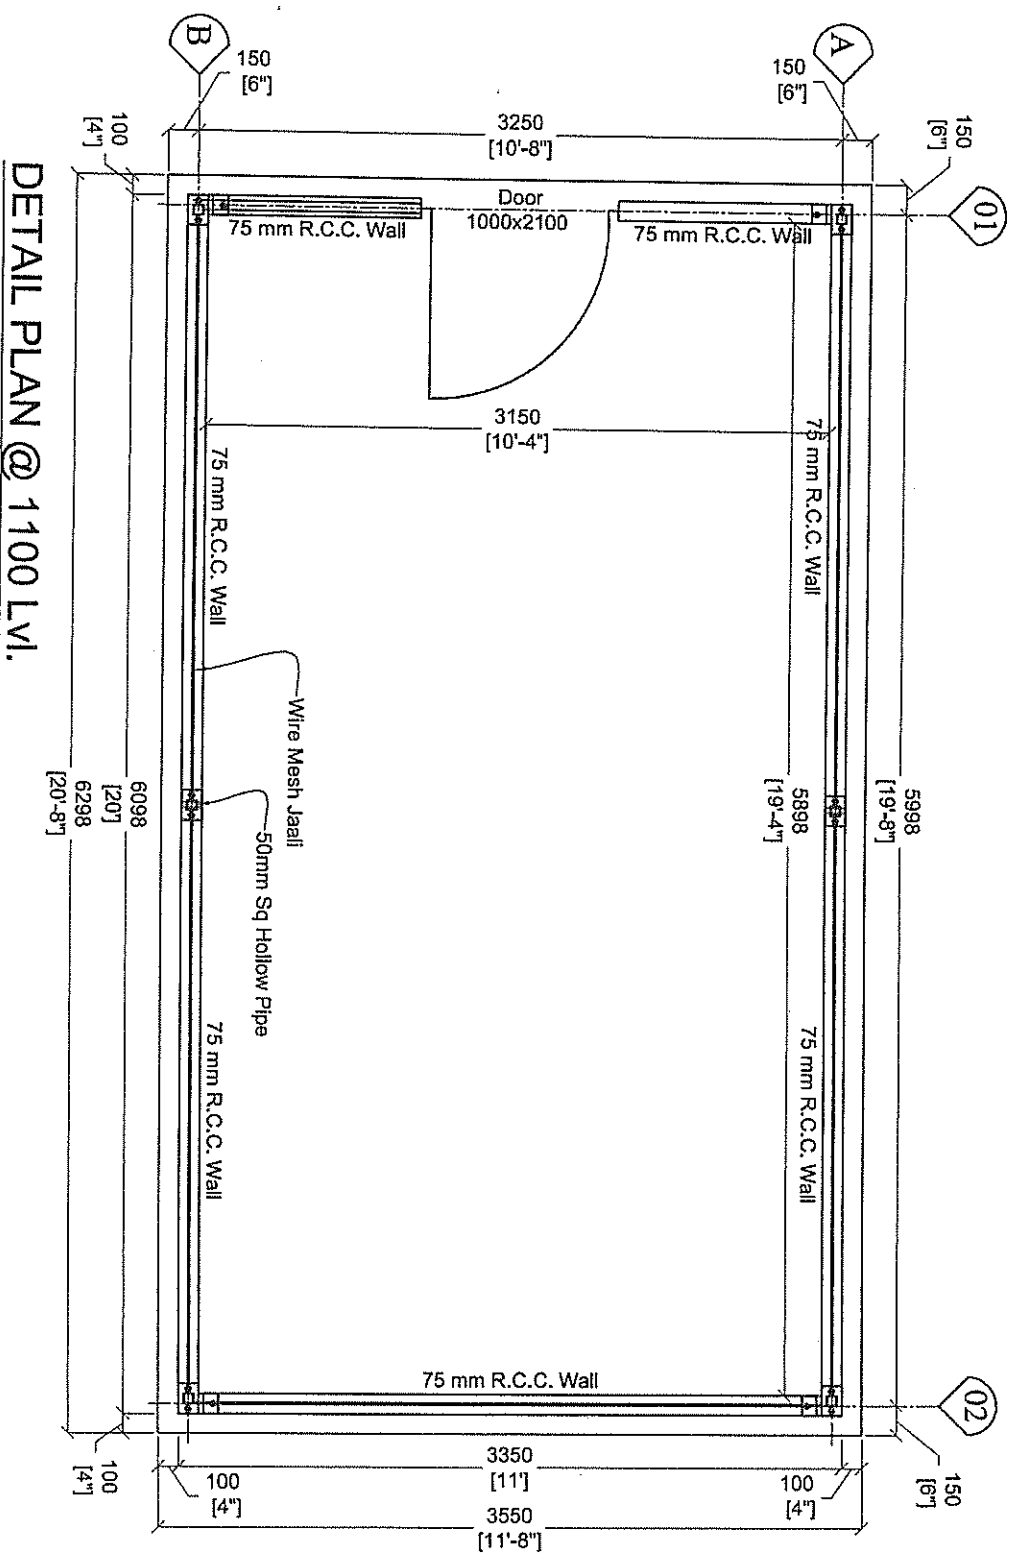 B
A
150
[6"]
150
[6"]
3250
[10'-8"]
150
[6"]
01
100
[4"]
Door
1000x2100
75 mm R.C.C. Wall
75 mm R.C.C. Wall
3150
[10'-4"]
75 mm R.C.C. Wall
75 mm R.C.C. Wall
Wire Mesh Jaali
50mm Sq Hollow Pipe
5898
[19'-4"]
5998
[19'-8"]
6098
[20']
6298
[20'-8"]
75 mm R.C.C. Wall
75 mm R.C.C. Wall
75 mm R.C.C. Wall
02
150
[6"]
100
[4"]
100
[4"]
3350
[11']
100
[4"]
3550
[11'-8"]
DETAIL PLAN @ 1100 Lvl.